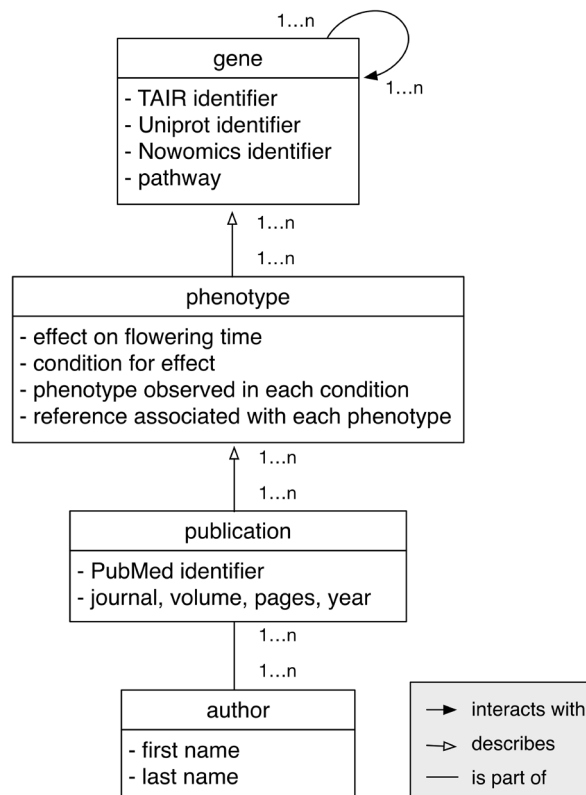 1...n
gene
1...n
- TAIR identifier
- Uniprot identifier
- Nowomics identifier
- pathway
1...n
1...n
phenotype
- effect on flowering time
- condition for effect
- phenotype observed in each condition
- reference associated with each phenotype
1...n
1...n
publication
- PubMed identifier
- journal, volume, pages, year
1...n
1...n
author
- first name
- last name
interacts with
describes
is part of